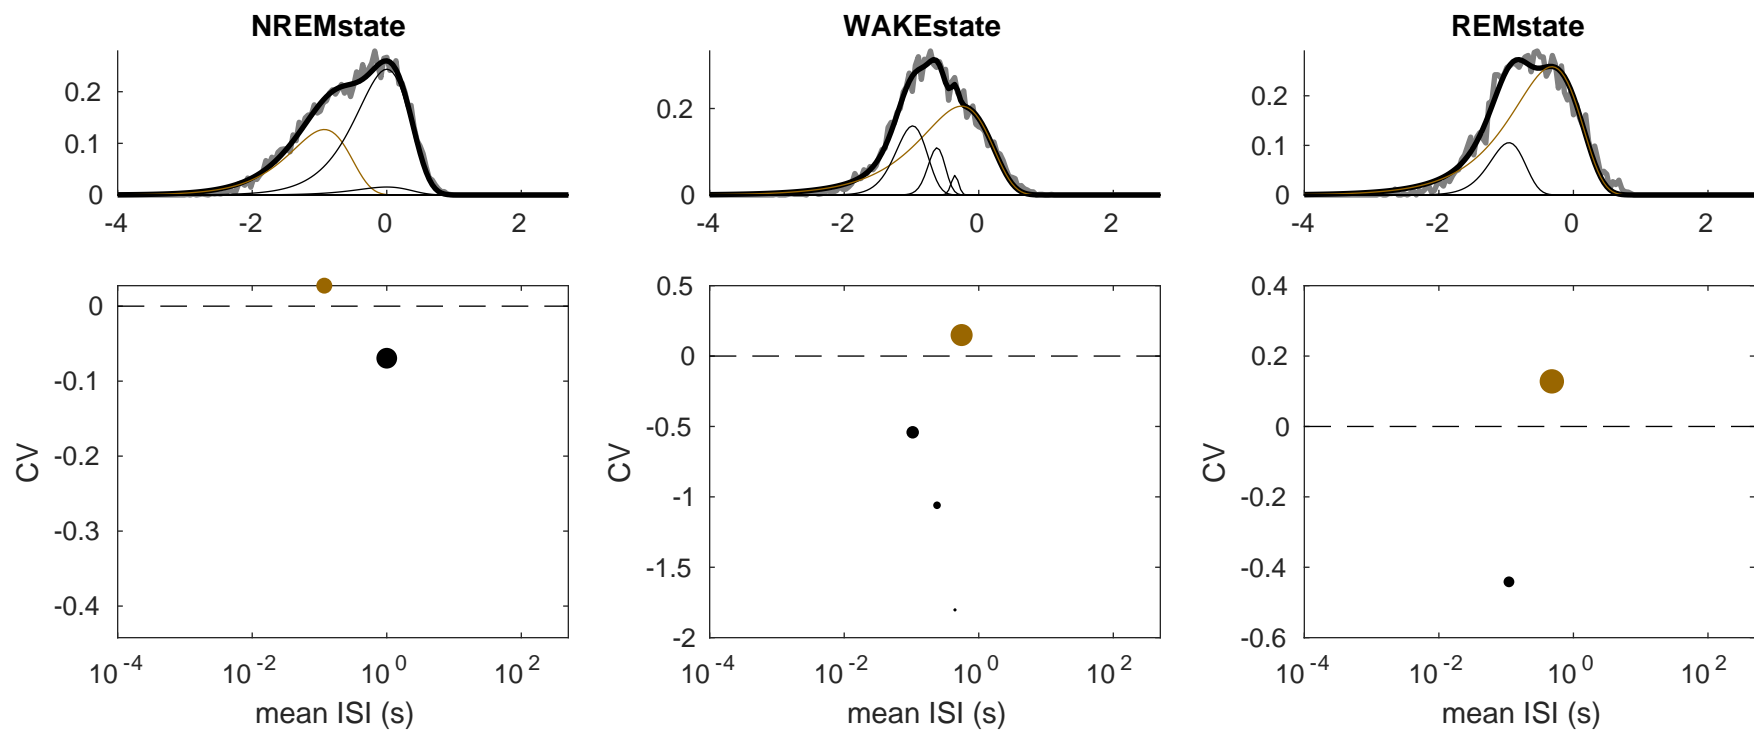 NREMstate WAKEstate REMstate
0.2 0.2 0.2
0.1 0.1
0 0 0
-4 -2 0 2 -4 -2 0 2 -4 -2 0 2
0 0.5 0.4
-0.1 0 0.2
-0.2 -0.5 0
-0.3 -1 -0.2
-0.4 -1.5 -0.4
-2 -0.6
CV CV
10^-4 10^-2 10^0 10^2 10^-4 10^-2 10^0 10^2 10^-4 10^-2 10^0 10^2
mean ISI (s) mean ISI (s) mean ISI (s)
CV